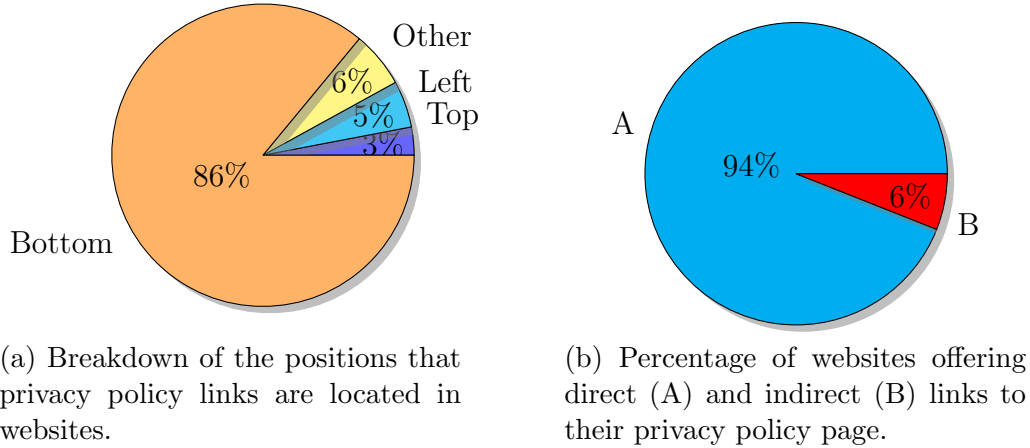 Other
6%
Left
5%
Top
3%
86%
Bottom
(a) Breakdown of the positions that
privacy policy links are located in
websites.
A
94%
6%
B
(b) Percentage of websites offering
direct (A) and indirect (B) links to
their privacy policy page.